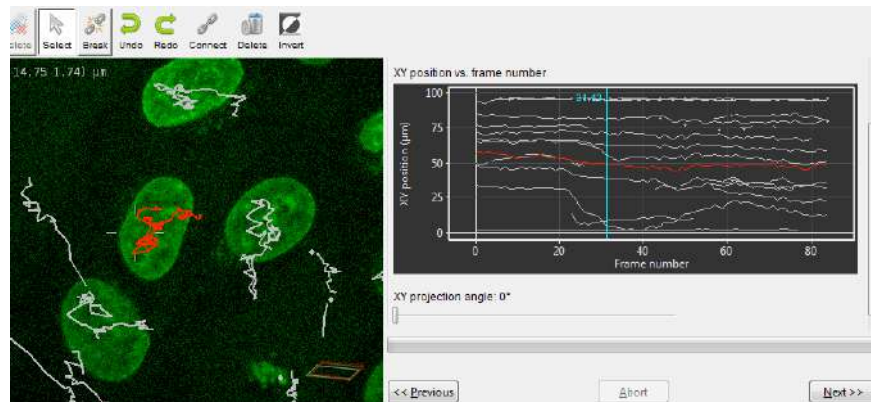 Select Break Undo Redo Connect Delete Invert
14.75 1.74) μm
XY position vs. frame number
100
75
50
25
0
XY position (μm)
0 20 40 60 80
Frame number
XY projection angle: 0°
<< Previous Abort Next >>